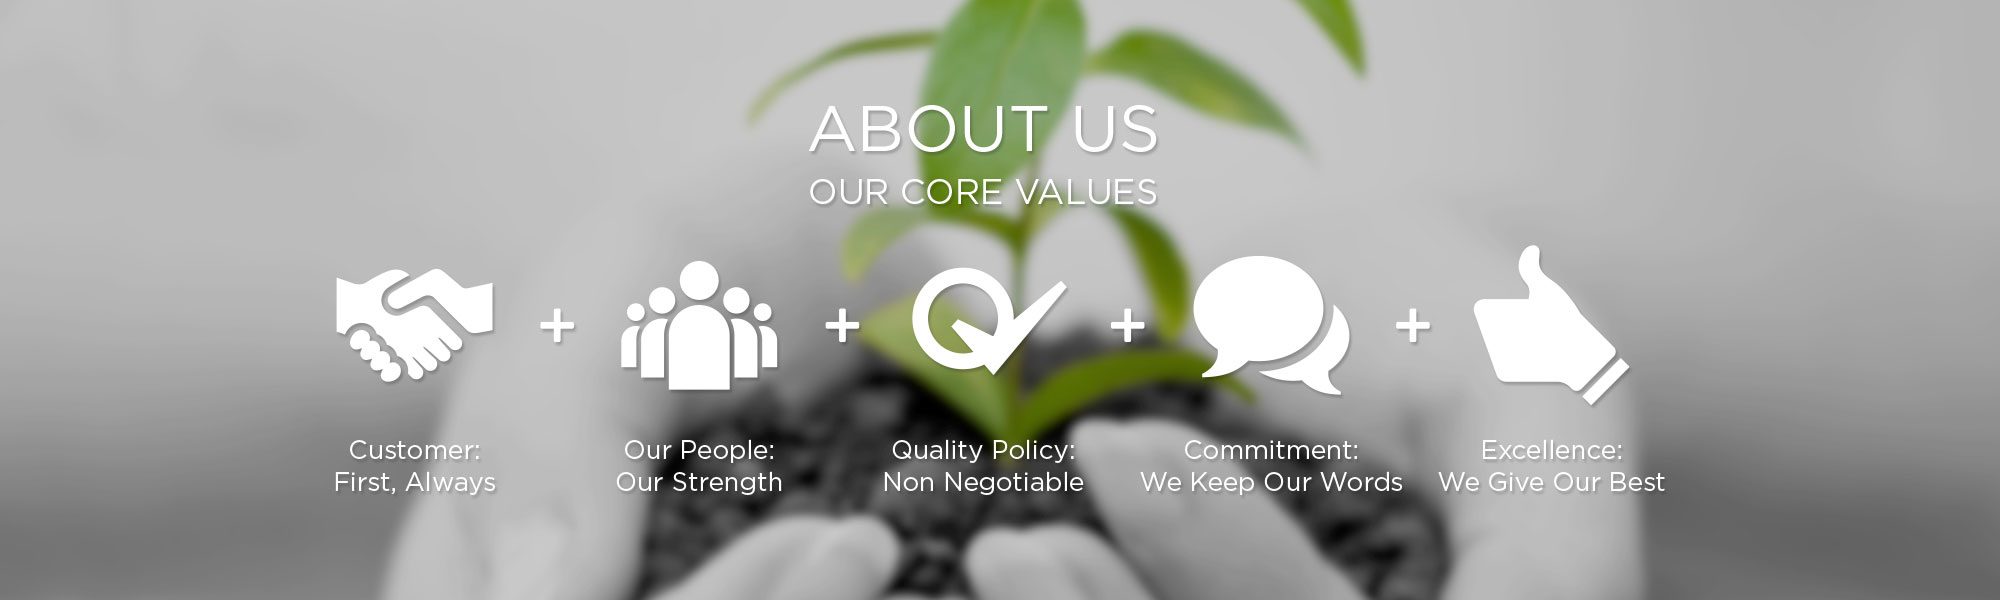 ABOUT US
OUR CORE VALUES
+ + + +
Customer:
First, Always
Our People:
Our Strength
Quality Policy:
Non Negotiable
Commitment:
We Keep Our Words
Excellence:
We Give Our Best